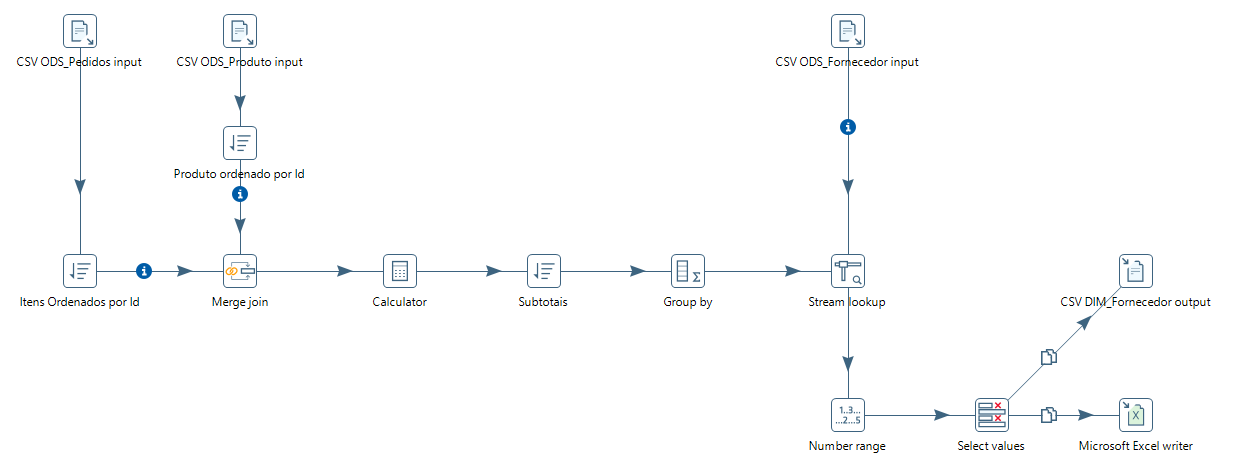 CSV ODS_Pedidos input
CSV ODS_Produto input
CSV ODS_Fornecedor input
Produto ordenado por Id
Itens Ordenados por Id
Merge join
Calculator
Subtotais
Group by
Stream lookup
CSV DIM_Fornecedor output
1..3...
...2...5
Number range
Select values
Microsoft Excel writer